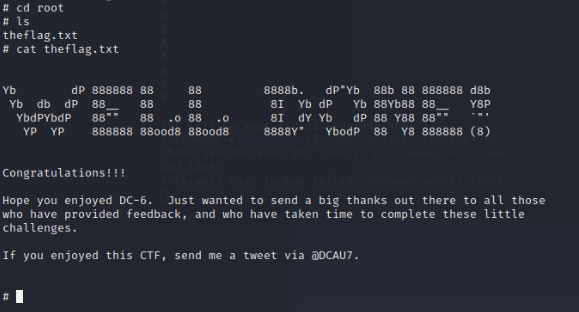 # cd root
# ls
theflag.txt
# cat theflag.txt
Yb        dP 888888 88     88         8888b.  dP"Yb  88b 88 888888 d8b
 Yb  db  dP  88__   88     88          8I  Yb dP   Yb 88Yb88 88__   Y8P
  YbdPYbdP   88""   88  .o 88  .o      8I  dY Yb   dP 88 Y88 88""   `"'
   YP  YP    888888 88ood8 88ood8     8888Y"   YbodP  88  Y8 888888 (8)
Congratulations!!!
Hope you enjoyed DC-6.  Just wanted to send a big thanks out there to all those
who have provided feedback, and who have taken time to complete these little
challenges.
If you enjoyed this CTF, send me a tweet via @DCAU7.
#